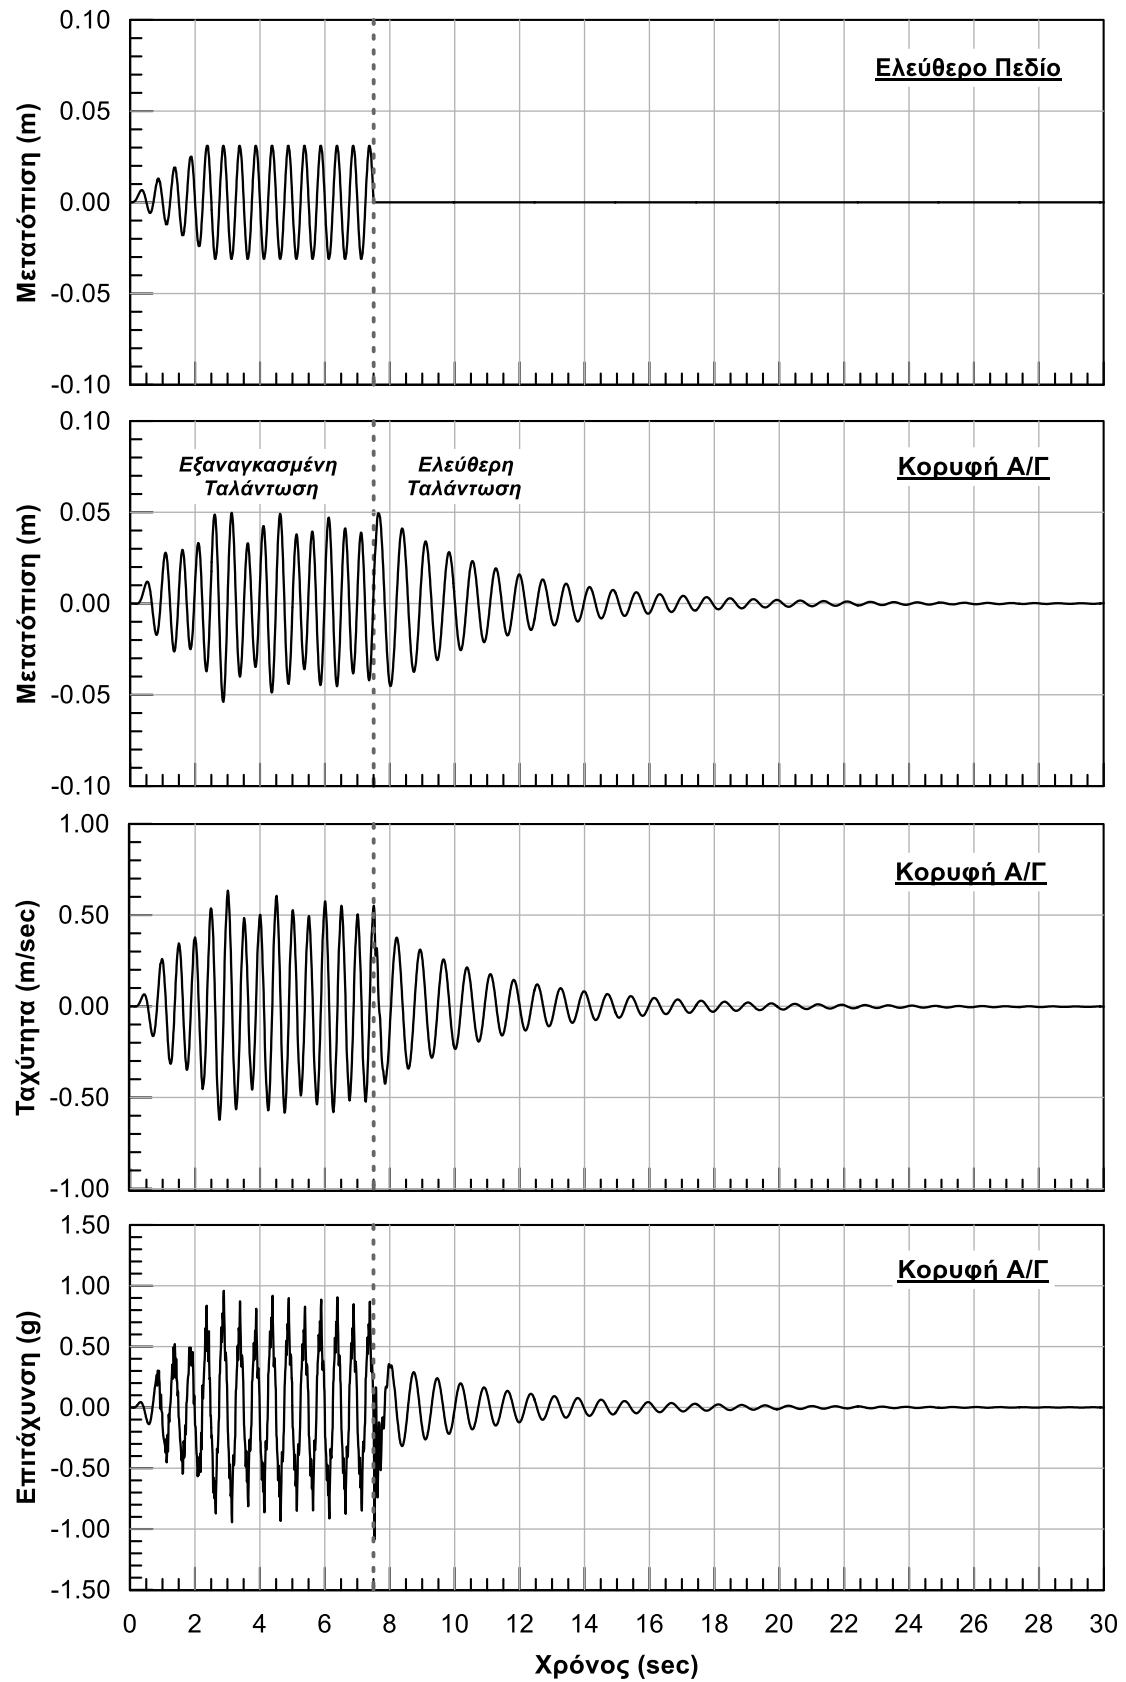 0.10
0.05
0.00
-0.05
-0.10
Μετατόπιση (m)
Ελεύθερο Πεδίο
0.10
0.05
0.00
-0.05
-0.10
Μετατόπιση (m)
Εξαναγκασμένη
Ταλάντωση
Ελεύθερη
Ταλάντωση
Κορυφή Α/Γ
1.00
0.50
0.00
-0.50
-1.00
Ταχύτητα (m/sec)
Κορυφή Α/Γ
1.50
1.00
0.50
0.00
-0.50
-1.00
-1.50
Επιτάχυνση (g)
Κορυφή Α/Γ
0 2 4 6 8 10 12 14 16 18 20 22 24 26 28 30
Χρόνος (sec)